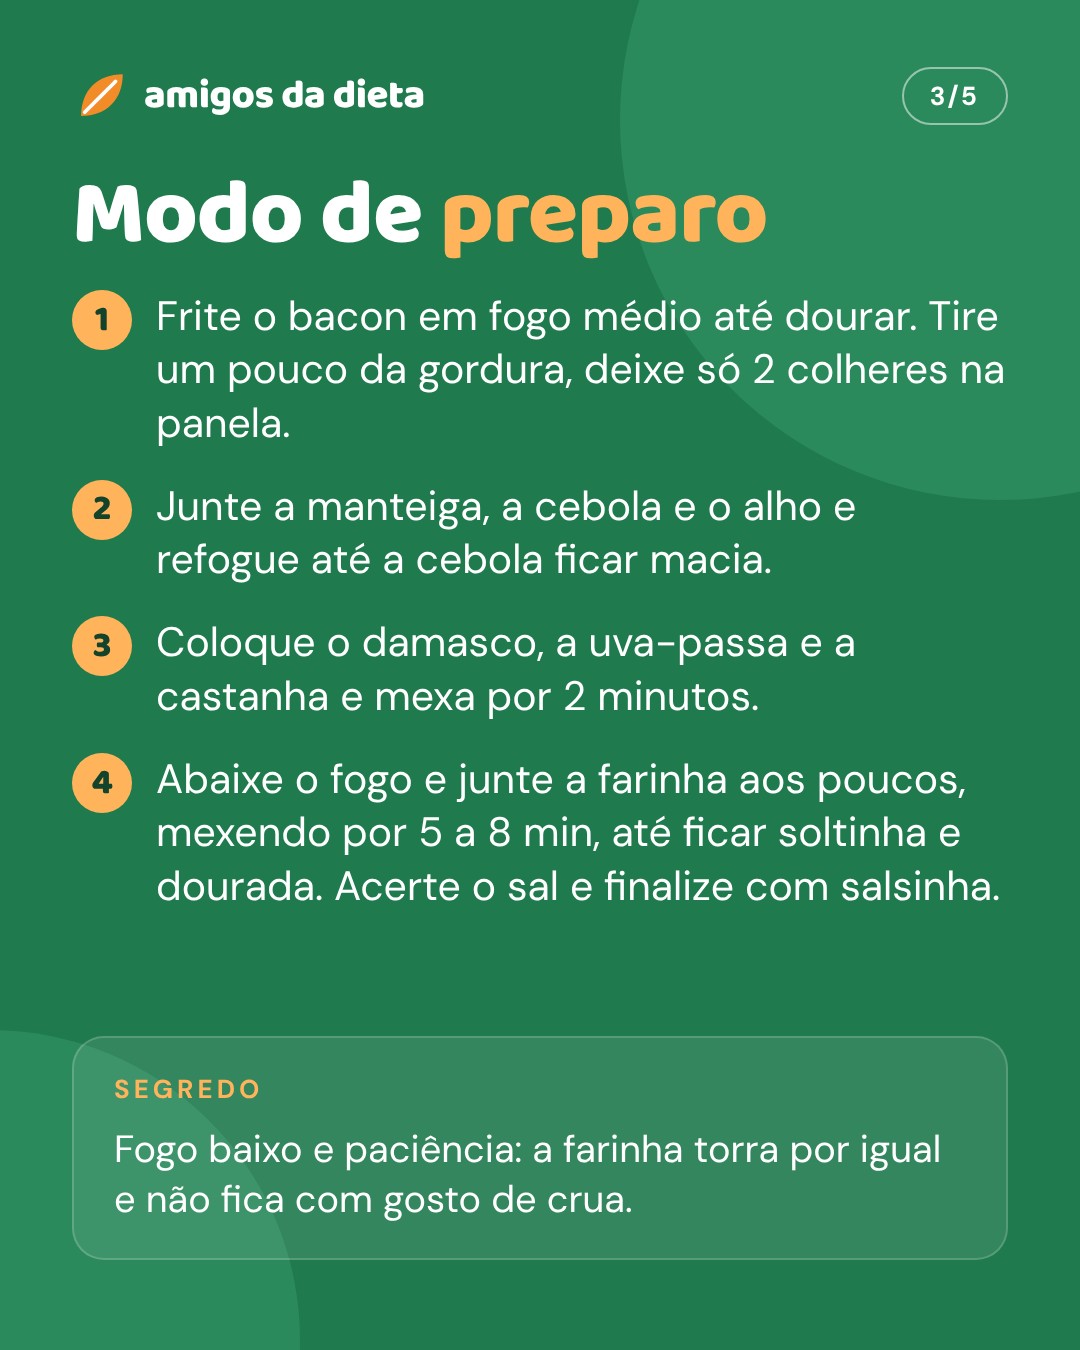 amigos da dieta
3/5
Modo de preparo
1
Frite o bacon em fogo médio até dourar. Tire
um pouco da gordura, deixe só 2 colheres na
panela.
2
Junte a manteiga, a cebola e o alho e
refogue até a cebola ficar macia.
3
Coloque o damasco, a uva-passa e a
castanha e mexa por 2 minutos.
4
Abaixe o fogo e junte a farinha aos poucos,
mexendo por 5 a 8 min, até ficar soltinha e
dourada. Acerte o sal e finalize com salsinha.
SEGREDO
Fogo baixo e paciência: a farinha torra por igual
e não fica com gosto de crua.